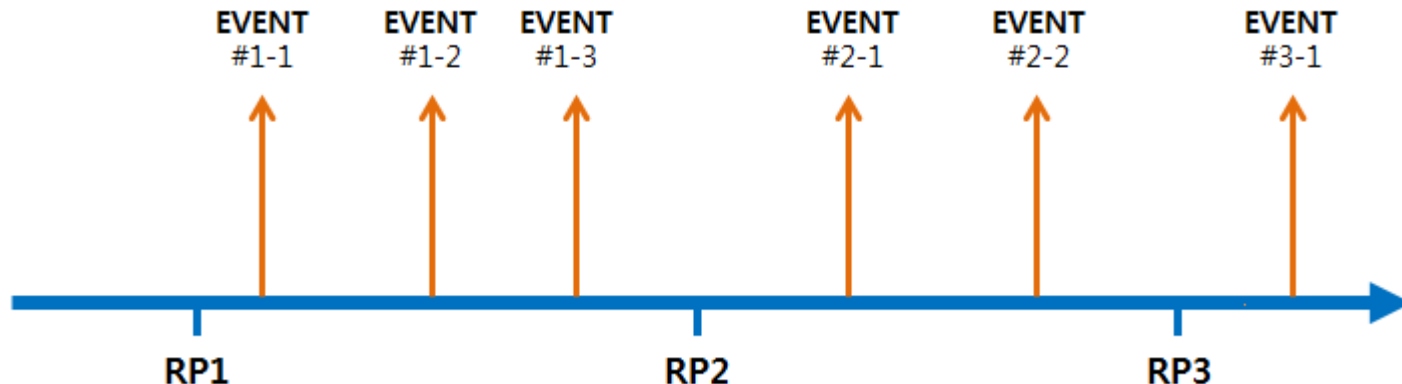 EVENT EVENT EVENT EVENT EVENT EVENT
#1-1 #1-2 #1-3 #2-1 #2-2 #3-1
RP1 RP2 RP3